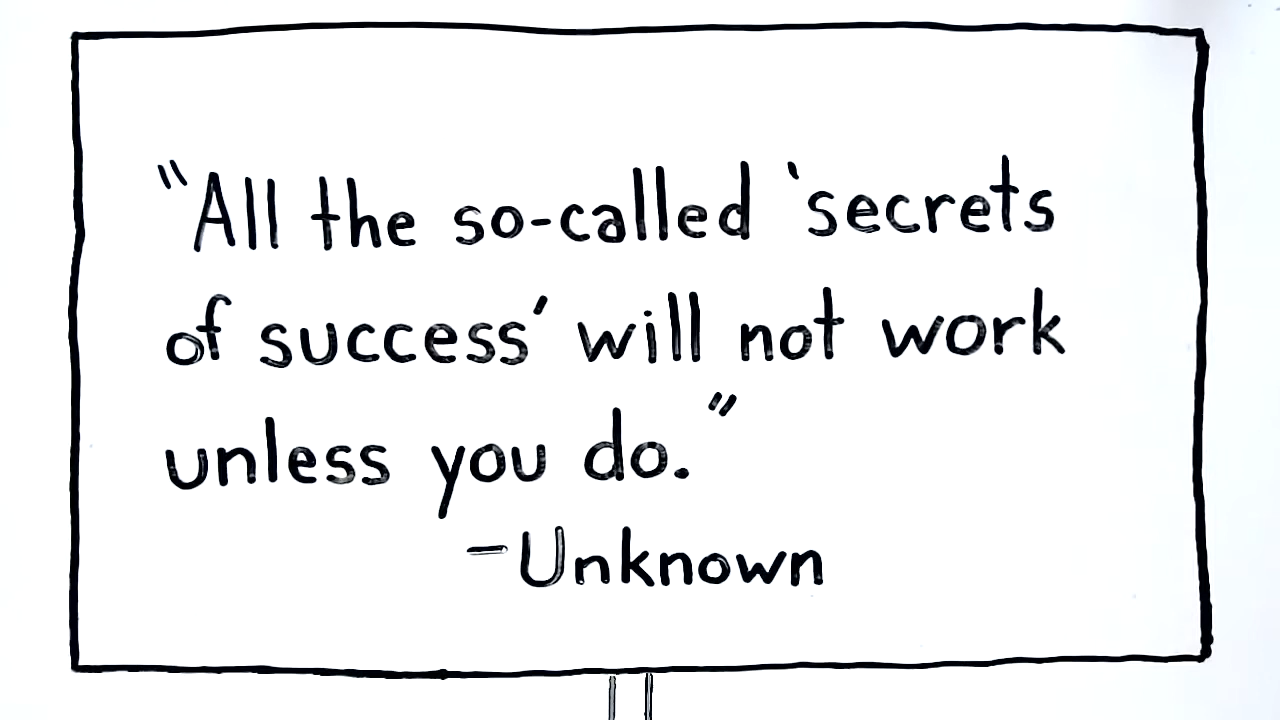 "All the so-called 'secrets
of success' will not work
unless you do."
-Unknown